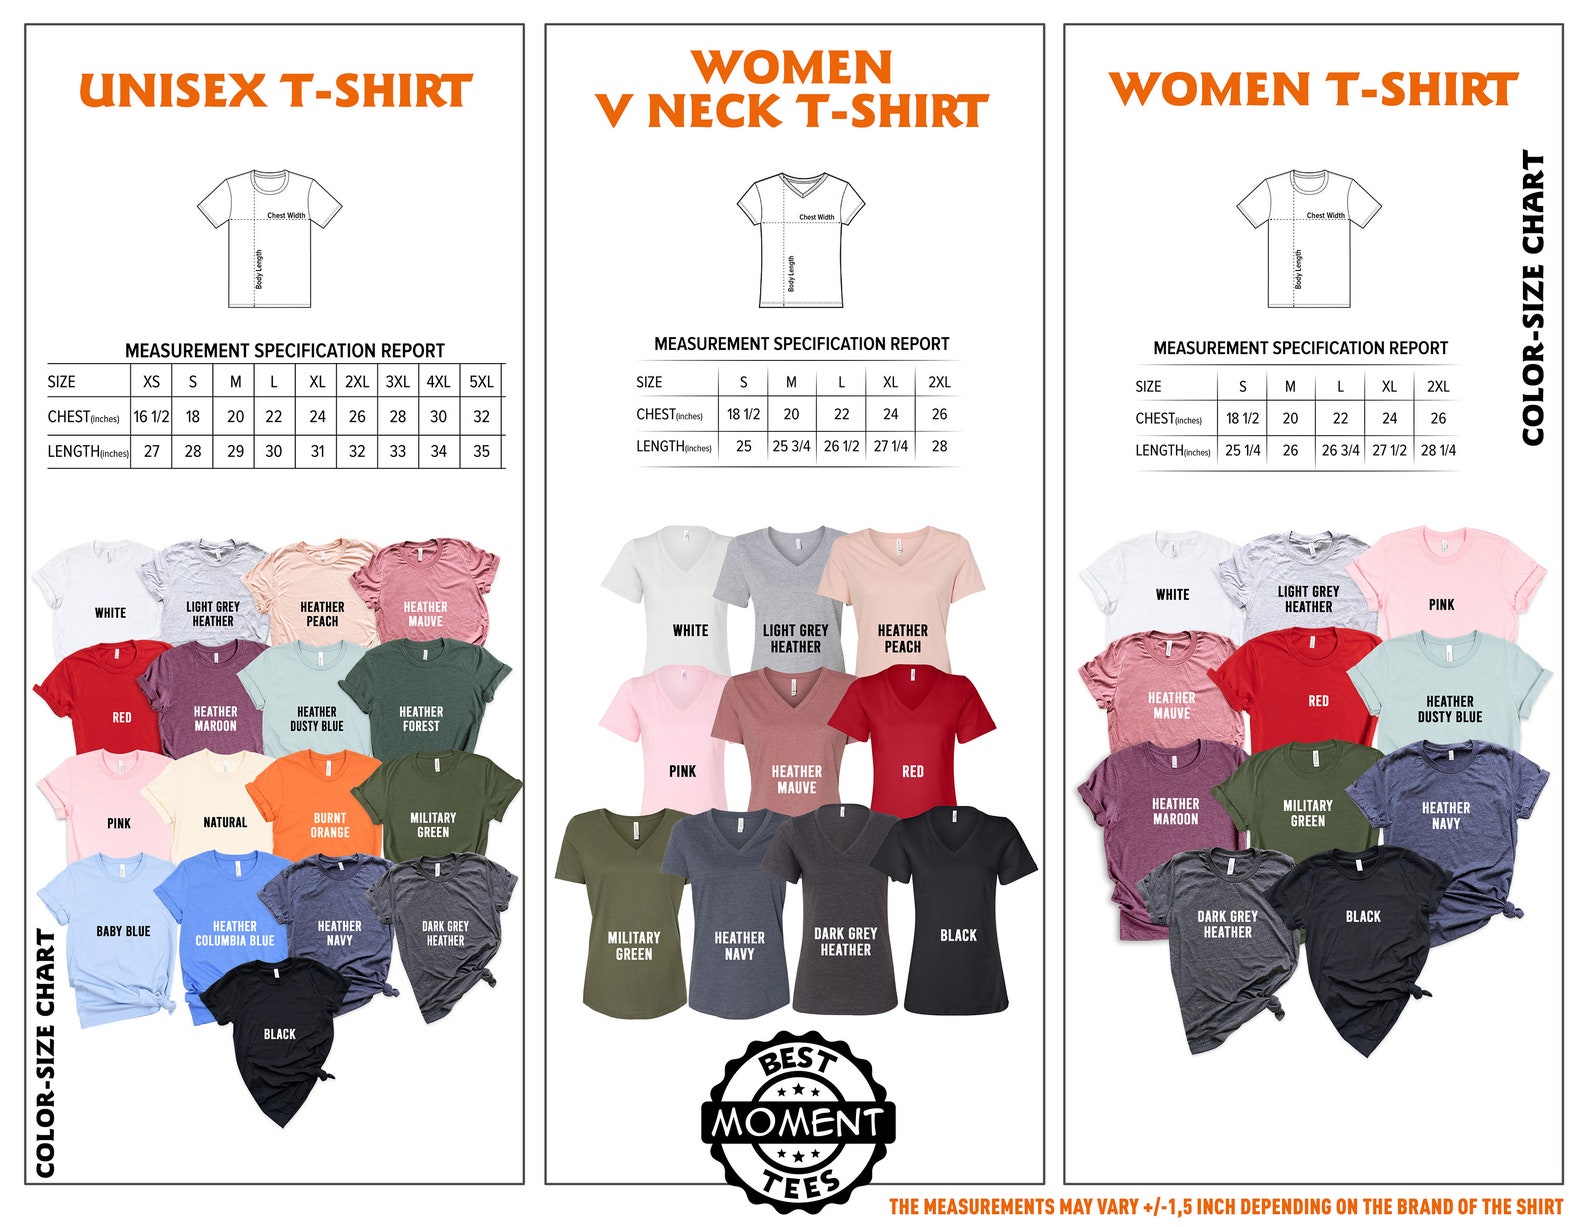 UNISEX T-SHIRT
Chest Width
Body Length
MEASUREMENT SPECIFICATION REPORT
SIZE XS S M L XL 2XL 3XL 4XL 5XL
CHEST(inches) 16 1/2 18 20 22 24 26 28 30 32
LENGTH(inches) 27 28 29 30 31 32 33 34 35
WHITE
LIGHT GREY
HEATHER
HEATHER
PEACH
HEATHER
MAUVE
RED
HEATHER
MAROON
HEATHER
DUSTY BLUE
HEATHER
FOREST
PINK
NATURAL
BURNT
ORANGE
MILITARY
GREEN
BABY BLUE
HEATHER
COLUMBIA BLUE
HEATHER
NAVY
DARK GREY
HEATHER
BLACK
COLOR-SIZE CHART
WOMEN
V NECK T-SHIRT
Chest Width
Body Length
MEASUREMENT SPECIFICATION REPORT
SIZE S M L XL 2XL
CHEST(inches) 18 1/2 20 22 24 26
LENGTH(inches) 25 25 3/4 26 1/2 27 1/4 28
WHITE
LIGHT GREY
HEATHER
HEATHER
PEACH
PINK
HEATHER
MAUVE
RED
MILITARY
GREEN
HEATHER
NAVY
DARK GREY
HEATHER
BLACK
BEST
MOMENT
TEES
WOMEN T-SHIRT
COLOR-SIZE CHART
Chest Width
Body Length
MEASUREMENT SPECIFICATION REPORT
SIZE S M L XL 2XL
CHEST(inches) 18 1/2 20 22 24 26
LENGTH(inches) 25 1/4 26 26 3/4 27 1/2 28 1/4
WHITE
LIGHT GREY
HEATHER
PINK
HEATHER
MAUVE
RED
HEATHER
DUSTY BLUE
HEATHER
MAROON
MILITARY
GREEN
HEATHER
NAVY
DARK GREY
HEATHER
BLACK
THE MEASUREMENTS MAY VARY +/-1,5 INCH DEPENDING ON THE BRAND OF THE SHIRT